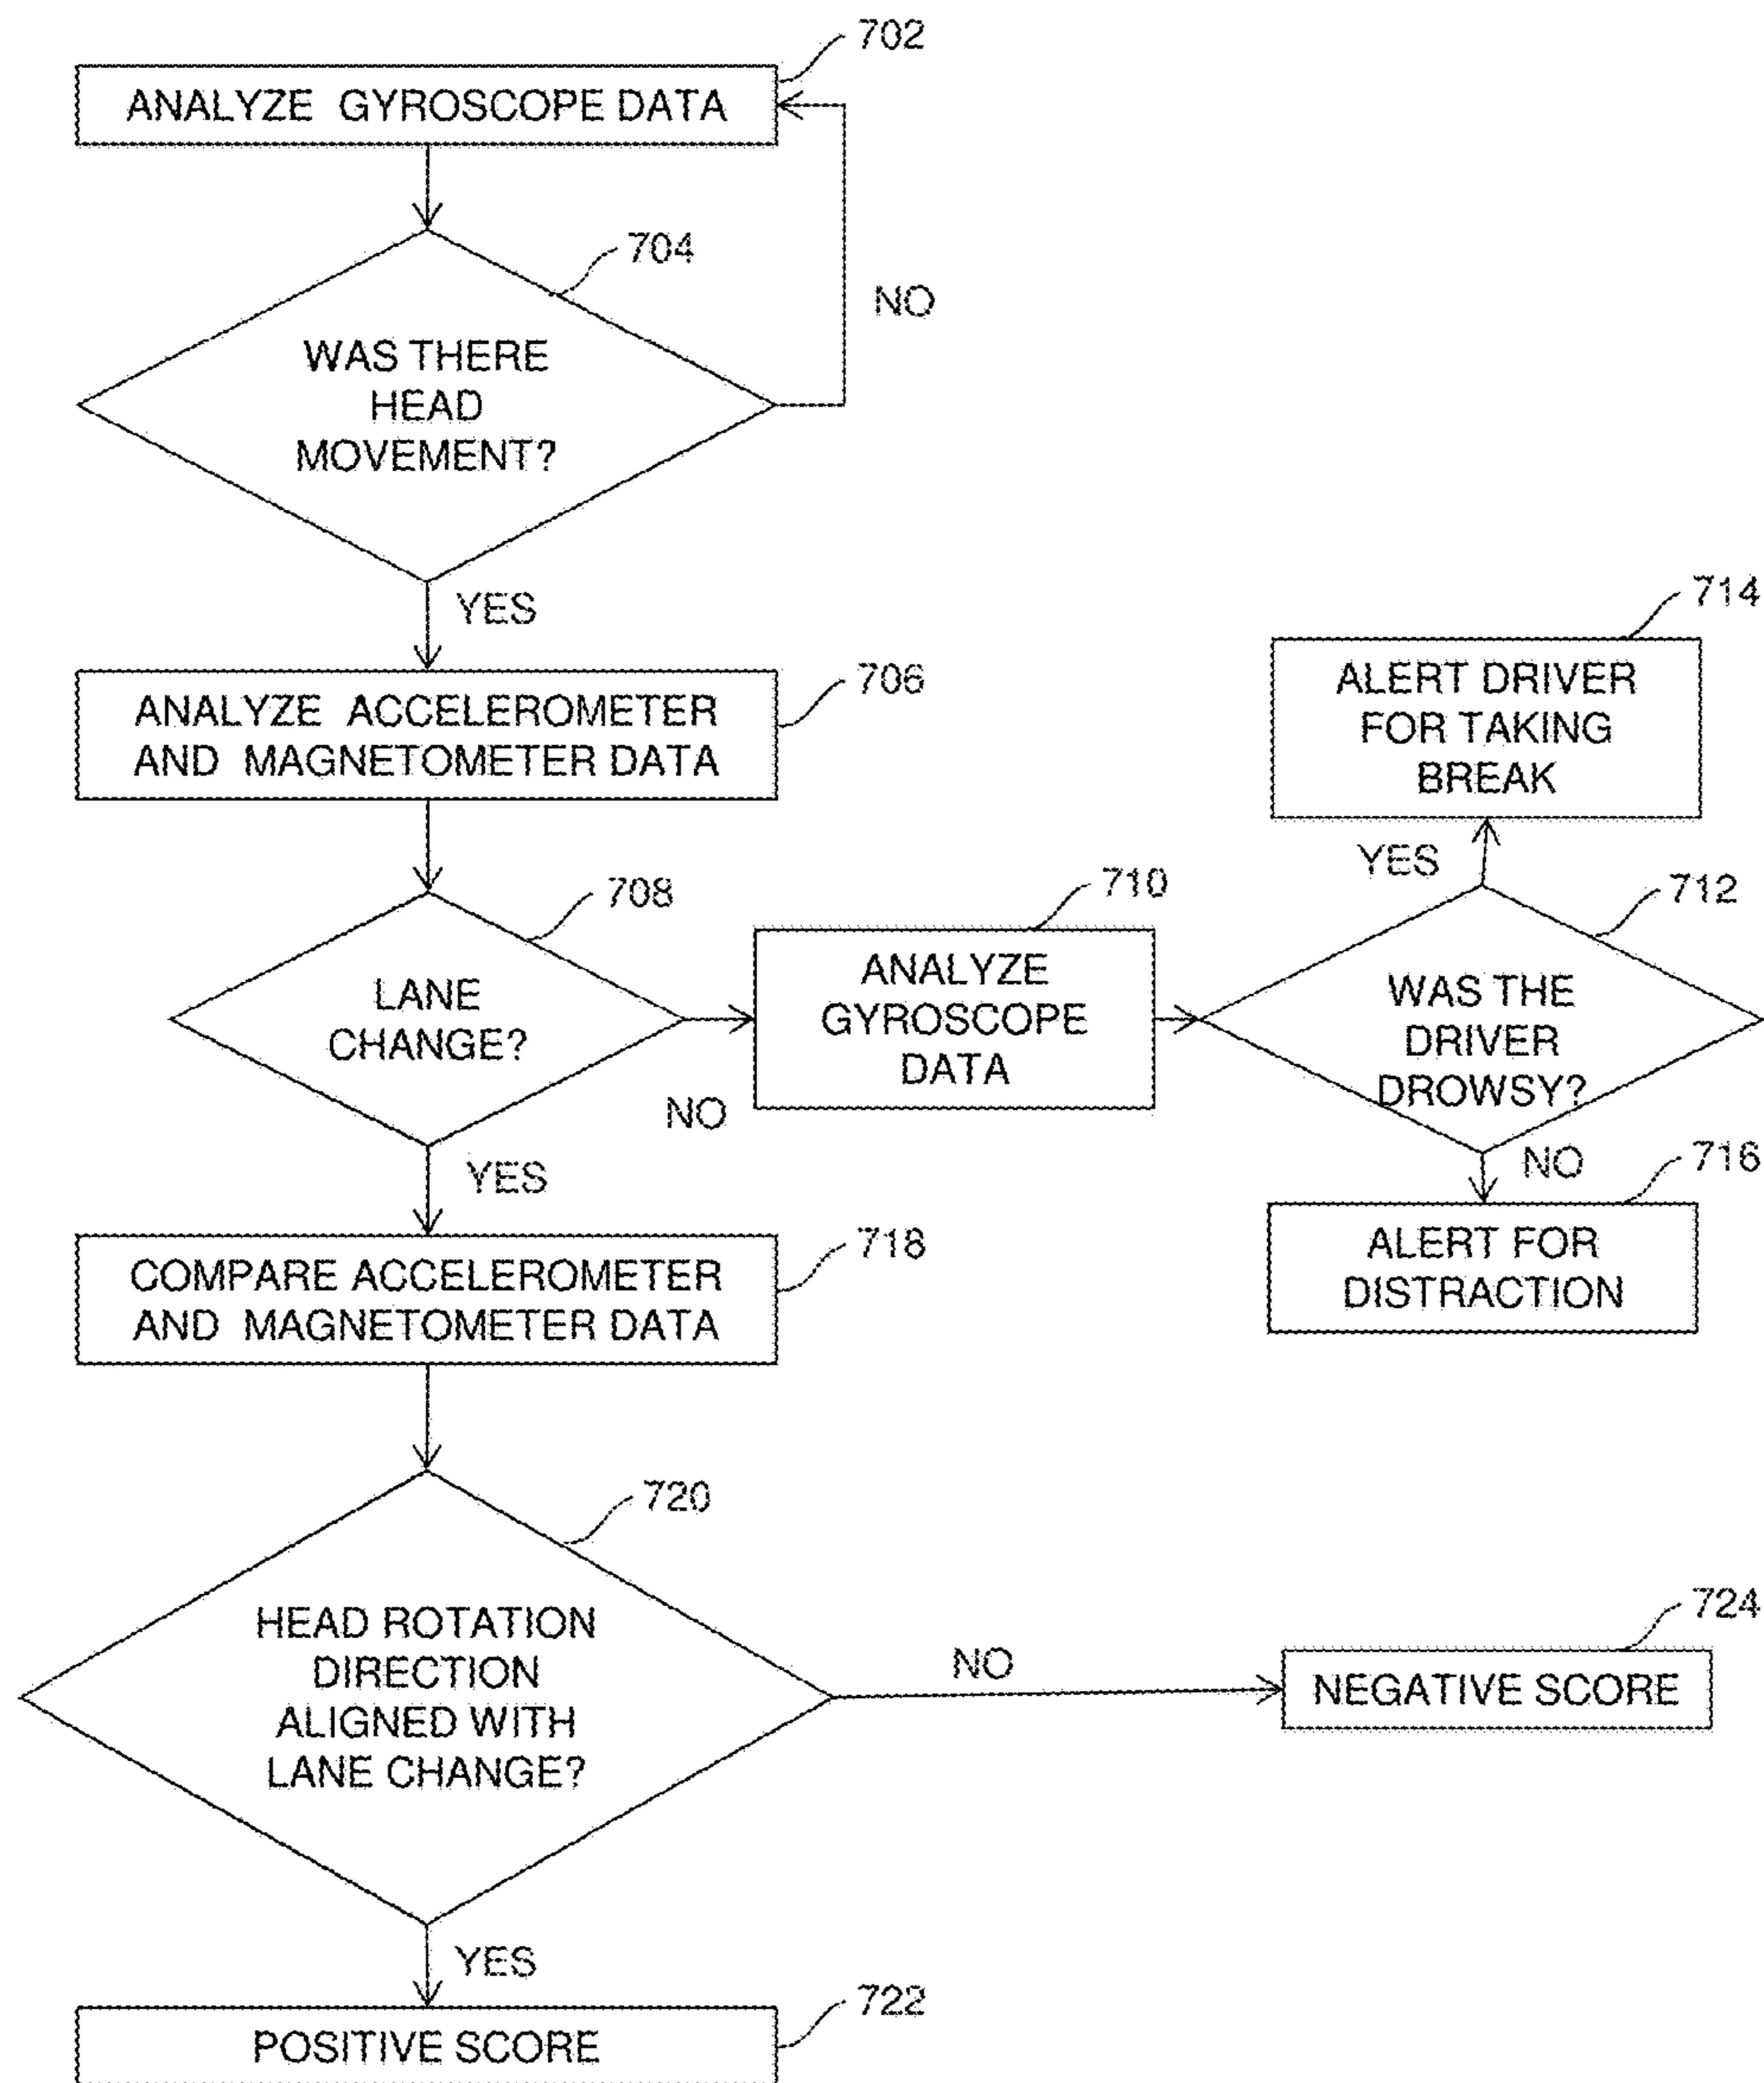 702
ANALYZE GYROSCOPE DATA
704
NO
WAS THERE
HEAD
MOVEMENT?
YES
706
ANALYZE ACCELEROMETER
AND MAGNETOMETER DATA
708
LANE
CHANGE?
NO
YES
710
ANALYZE
GYROSCOPE
DATA
712
WAS THE
DRIVER
DROWSY?
YES
714
ALERT DRIVER
FOR TAKING
BREAK
NO
716
ALERT FOR
DISTRACTION
718
COMPARE ACCELEROMETER
AND MAGNETOMETER DATA
720
HEAD ROTATION
DIRECTION
ALIGNED WITH
LANE CHANGE?
NO
724
NEGATIVE SCORE
YES
722
POSITIVE SCORE